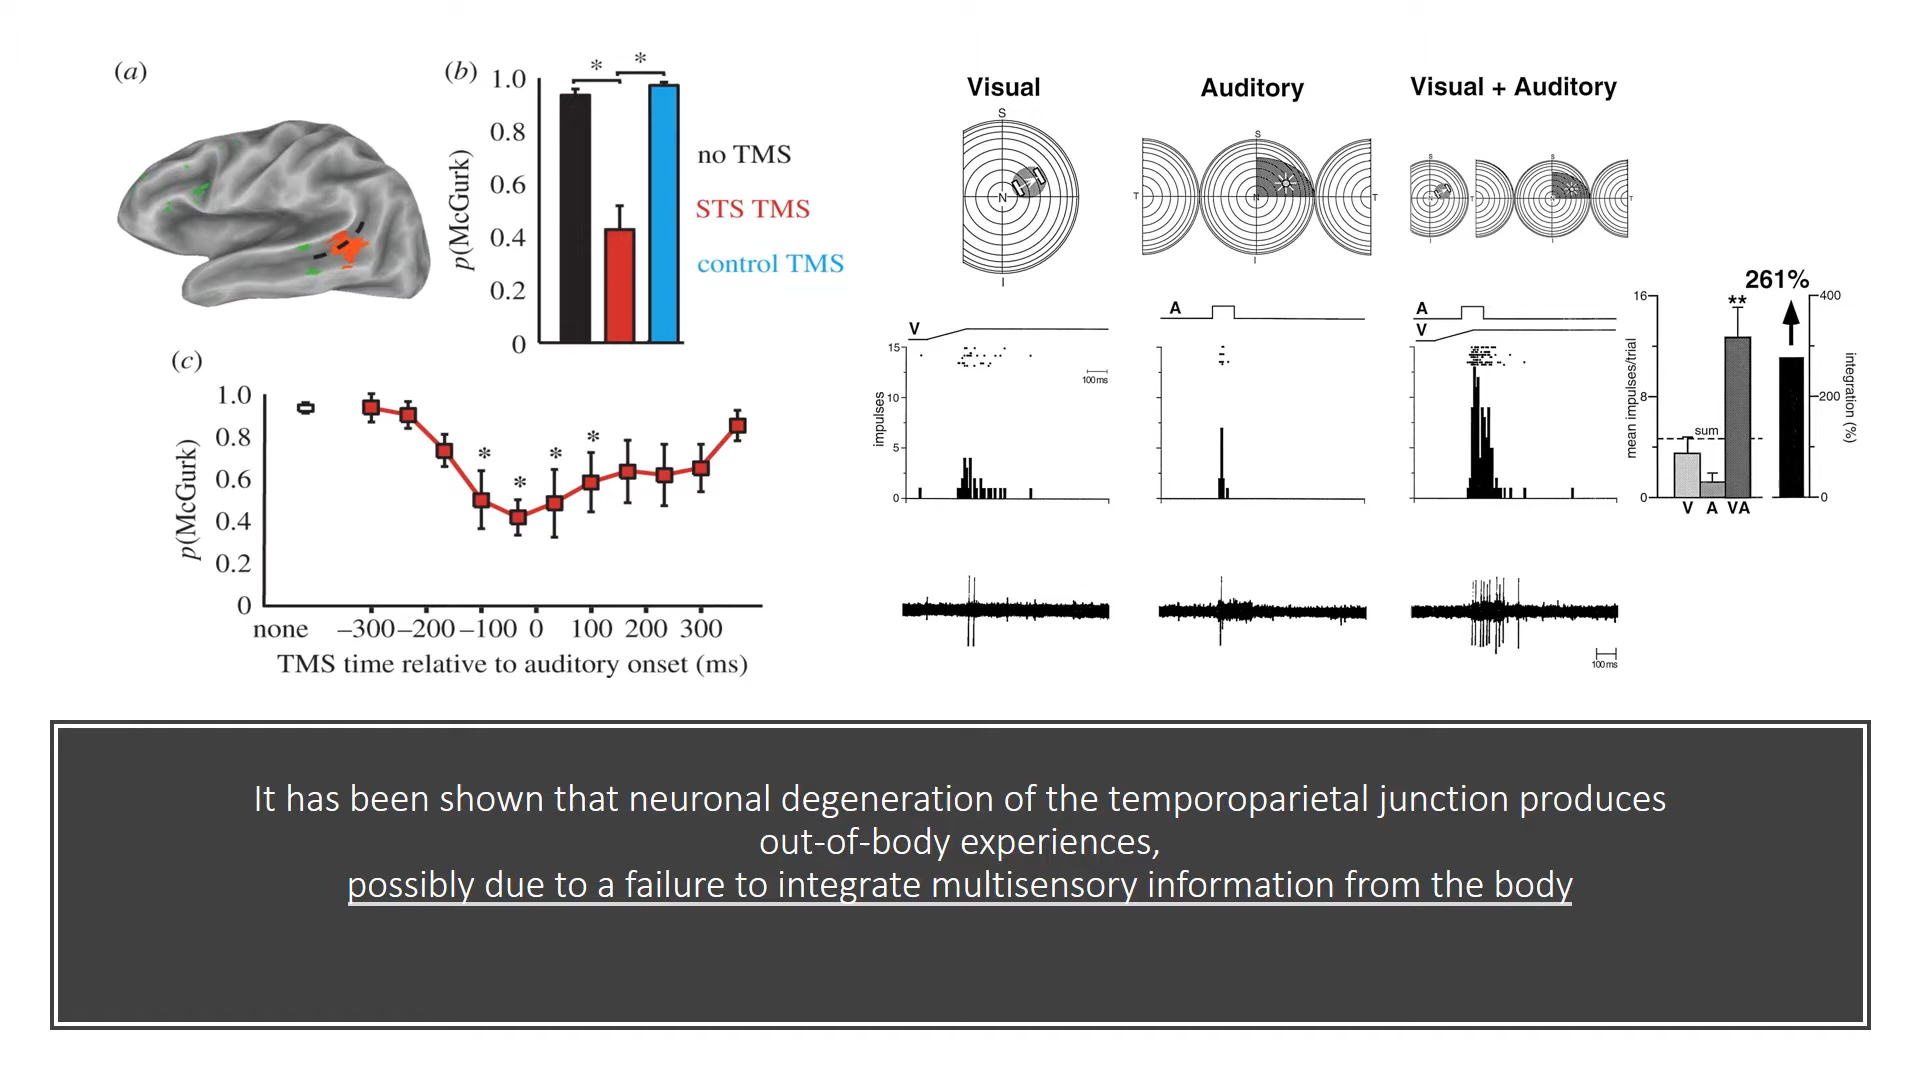 (a)
(b)
* *
1.0
0.8
0.6
0.4
0.2
0
p(McGurk)
no TMS
STS TMS
control TMS
(c)
1.0
0.8
0.6
0.4
0.2
0
p(McGurk)
* * * *
none –300 –200 –100 0 100 200 300
TMS time relative to auditory onset (ms)
Visual
S
N
I
V
15
10
5
0
impulses
100 ms
Auditory
S
T N T
I
A
Visual + Auditory
S S
N T N T
I I
A
V
100 ms
261%
16
8
0
mean impulses/trial
sum
**
V A VA
400
200
0
integration (%)
It has been shown that neuronal degeneration of the temporoparietal junction produces
out-of-body experiences,
possibly due to a failure to integrate multisensory information from the body